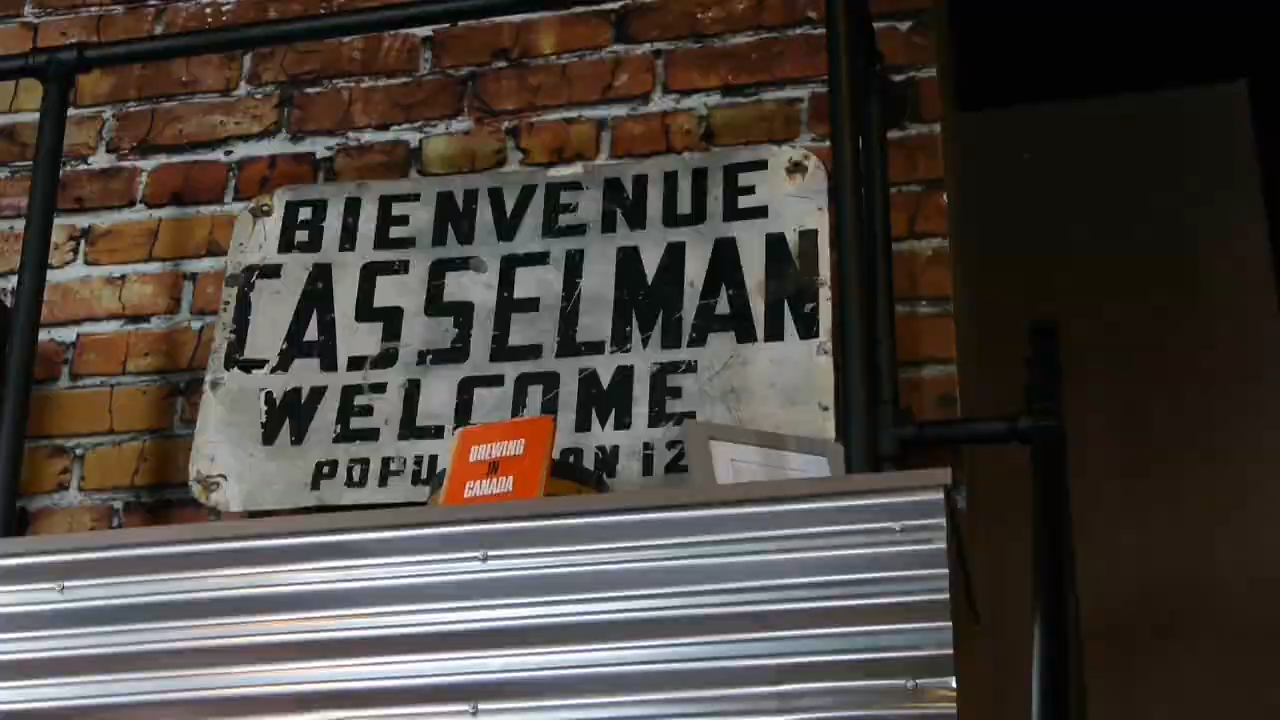 BIENVENUE
CASSELMAN
WELCOME
BREWING
IN
CANADA